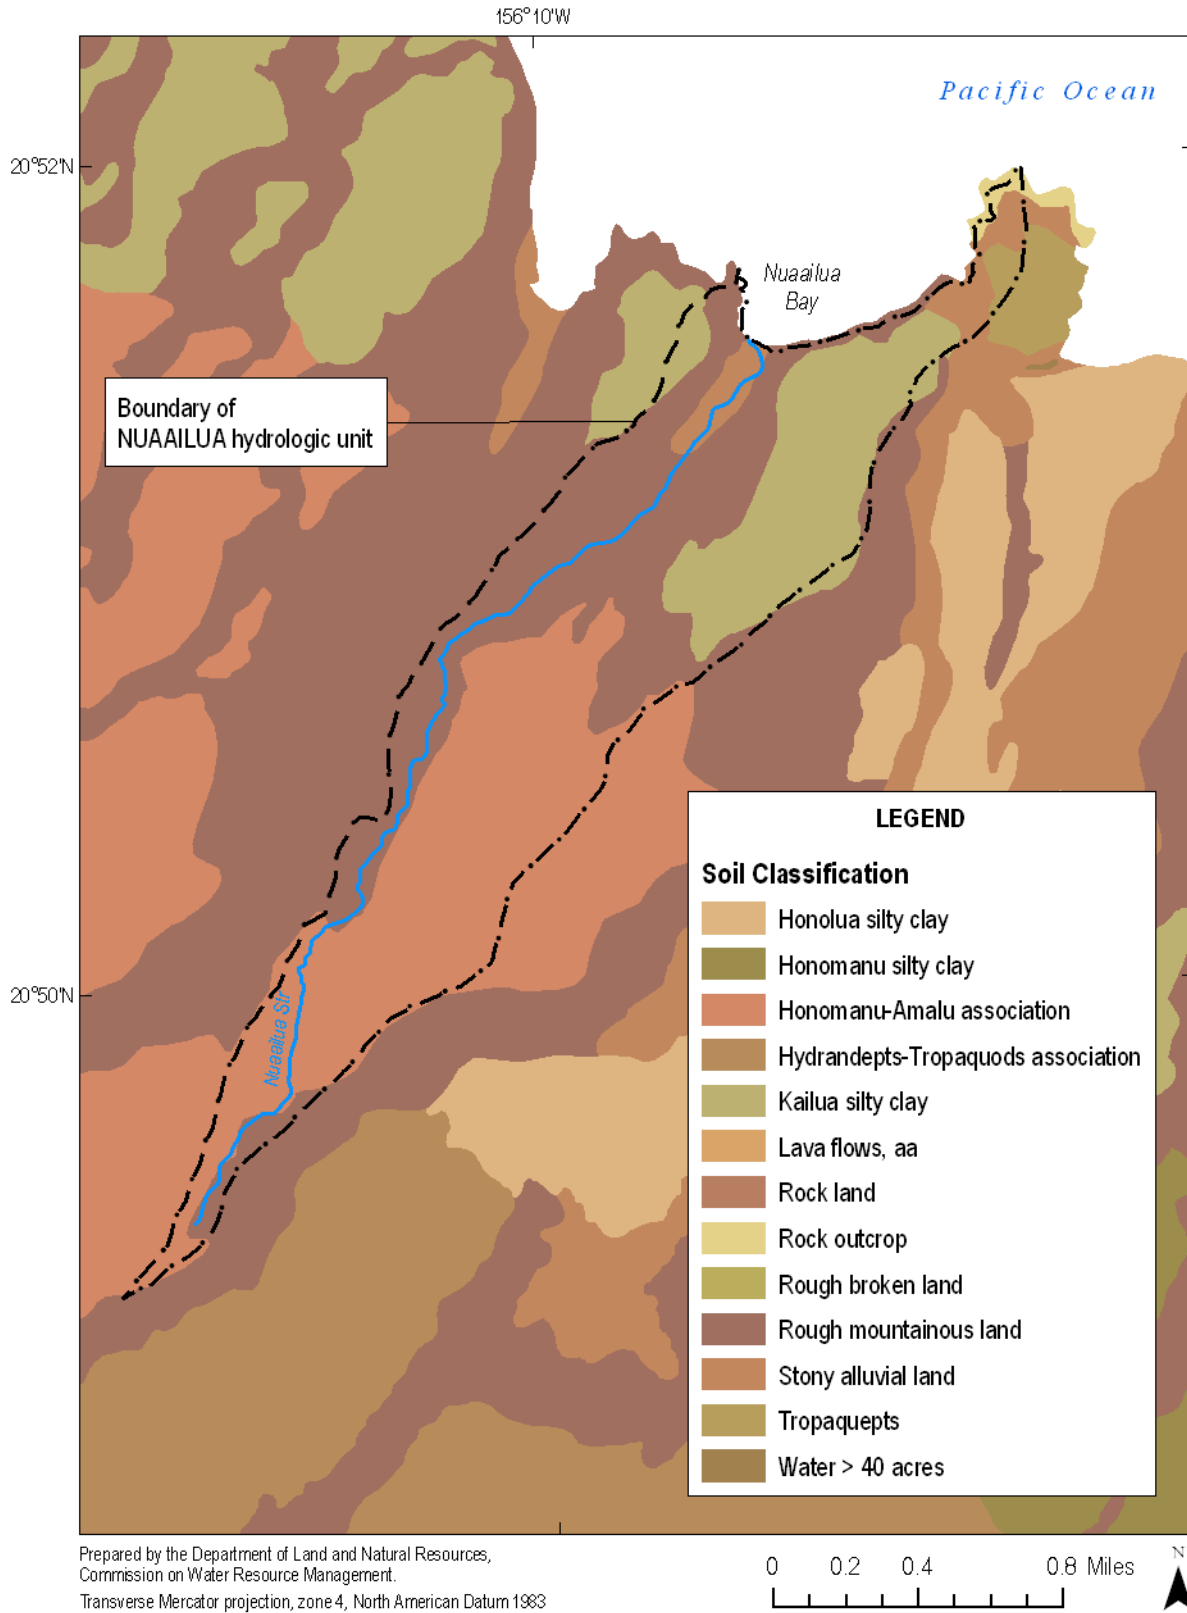 156°10'W
Pacific Ocean
20°52'N
Nuaailua
Bay
Boundary of
NUAAILUA hydrologic unit
LEGEND
Soil Classification
Honolua silty clay
Honomanu silty clay
Honomanu-Amalu association
Hydrandepts-Tropaquods association
Kailua silty clay
Lava flows, aa
Rock land
Rock outcrop
Rough broken land
Rough mountainous land
Stony alluvial land
Tropaquepts
Water > 40 acres
20°50'N
Nuaailua Str
Prepared by the Department of Land and Natural Resources,
Commission on Water Resource Management.
Transverse Mercator projection, zone 4, North American Datum 1983
0 0.2 0.4 0.8 Miles
N